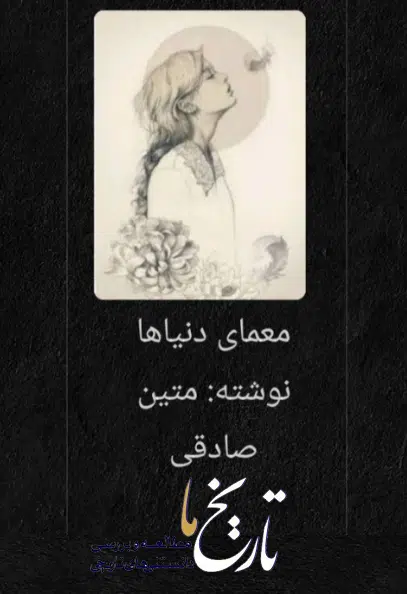 معمای دنیاها
نوشته: متین
صادقی
تاریخ ما